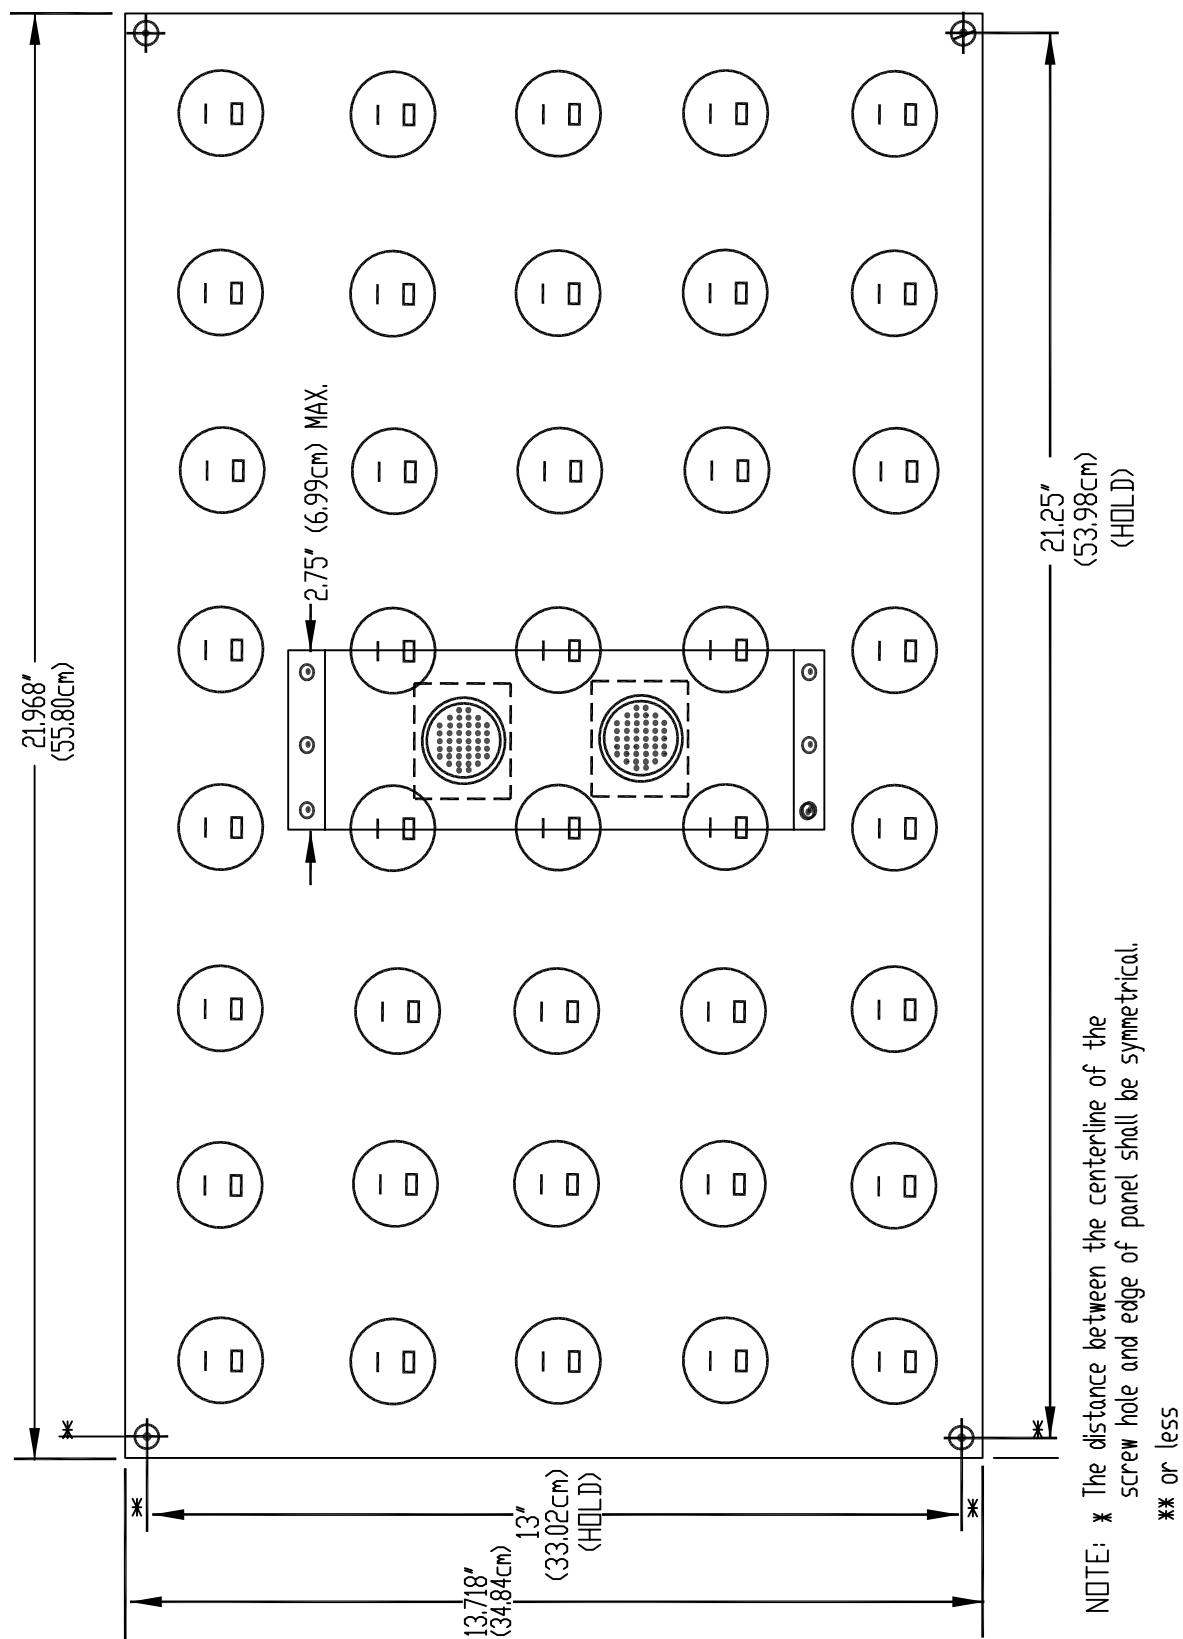 21.968"
(55.80cm)
2.75" (6.99cm) MAX.
21.25"
(53.98cm)
(HOLD)
*
*
*
*
13"
(33.02cm)
(HOLD)
13.718"
(34.84cm)
NOTE: * The distance between the centerline of the
screw hole and edge of panel shall be symmetrical.
** or less